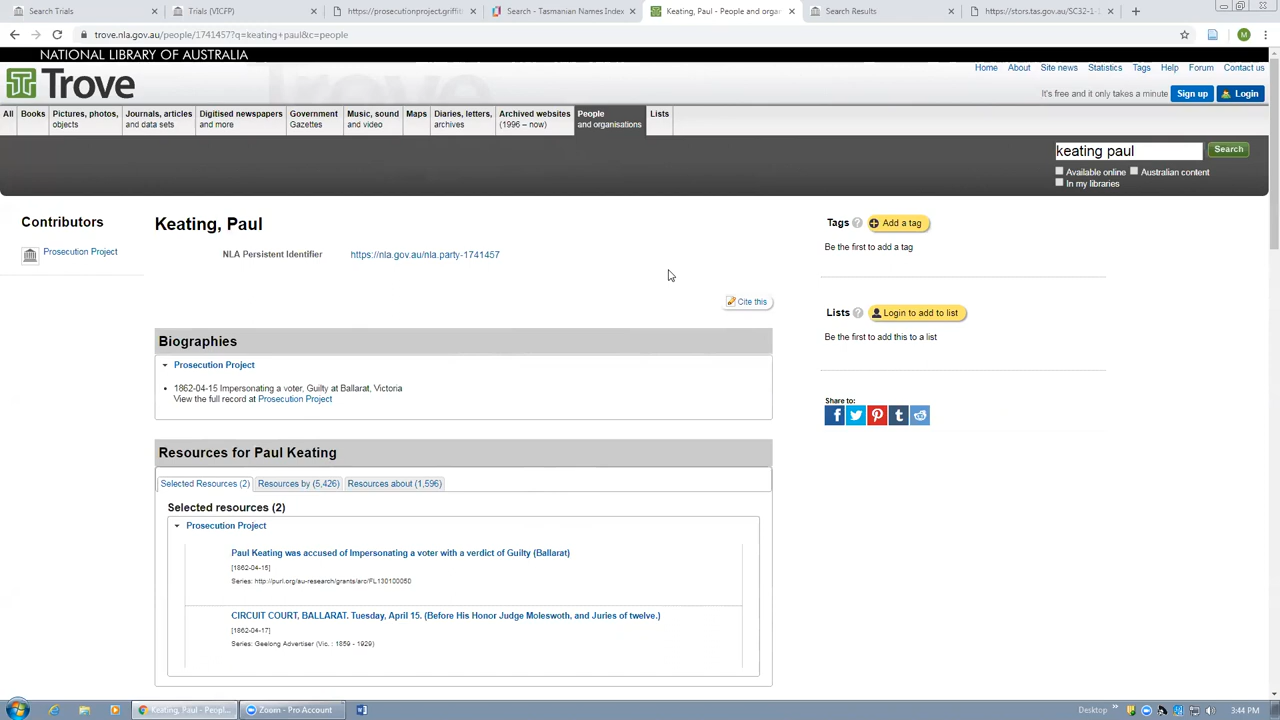 Search Trials
Trials (VICFP)
https://prosecutionproject.griffit
Search - Tasmanian Names Index
Keating, Paul - People and organ
Search Results
https://stors.tas.gov.au/SC32-1-
trove.nla.gov.au/people/1741457?q=keating+paul&c=people
M
NATIONAL LIBRARY OF AUSTRALIA
Trove
Home About Site news Statistics Tags Help Forum Contact us
It's free and it only takes a minute Sign up Login
All
Books
Pictures, photos,
objects
Journals, articles
and data sets
Digitised newspapers
and more
Government
Gazettes
Music, sound
and video
Maps
Diaries, letters,
archives
Archived websites
(1996 – now)
People
and organisations
Lists
keating paul Search
Available online Australian content
In my libraries
Contributors
Prosecution Project
Keating, Paul
NLA Persistent Identifier https://nla.gov.au/nla.party-1741457
Cite this
Biographies
Prosecution Project
• 1862-04-15 Impersonating a voter, Guilty at Ballarat, Victoria
View the full record at Prosecution Project
Resources for Paul Keating
Selected Resources (2) Resources by (5,426) Resources about (1,596)
Selected resources (2)
Prosecution Project
Paul Keating was accused of Impersonating a voter with a verdict of Guilty (Ballarat)
[1862-04-15]
Series: http://purl.org/au-research/grants/arc/FL130100050
CIRCUIT COURT, BALLARAT. Tuesday, April 15. (Before His Honor Judge Molesworth, and Juries of twelve.)
[1862-04-17]
Series: Geelong Advertiser (Vic. : 1859 - 1929)
Tags ? Add a tag
Be the first to add a tag
Lists ? Login to add to list
Be the first to add this to a list
Share to:
Keating, Paul - Peopl...
Zoom - Pro Account
Desktop
3:44 PM